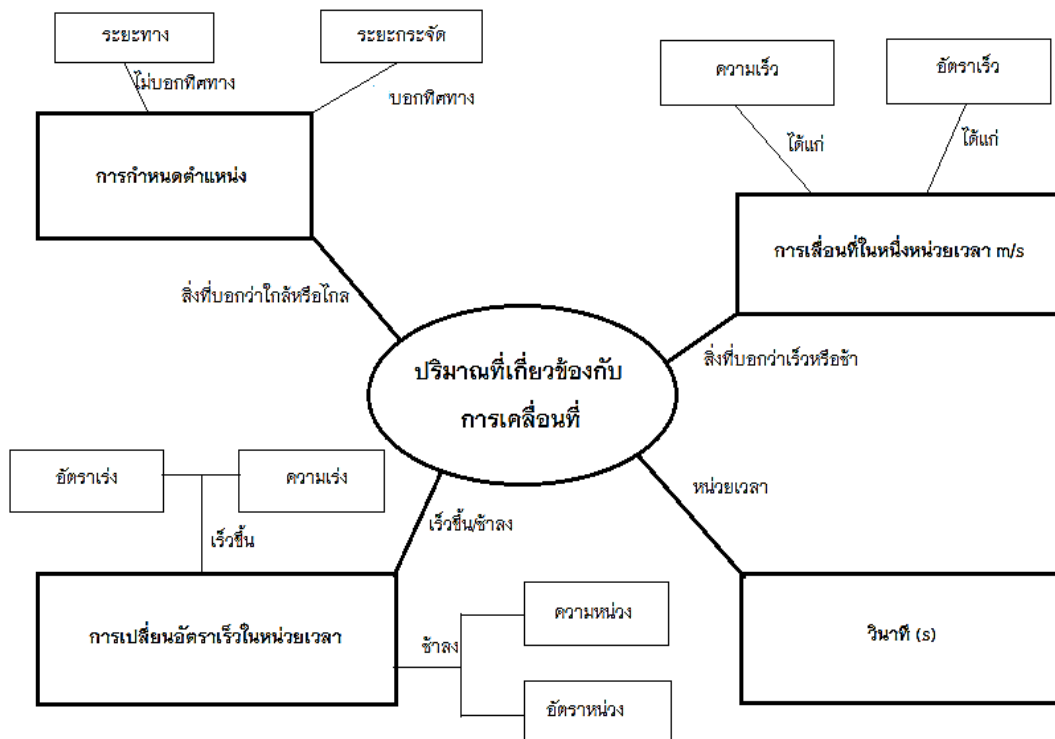 ระยะทาง
ระยะกระจัด
ไม่บอกทิศทาง
บอกทิศทาง
การกำหนดตำแหน่ง
สิ่งที่บอกว่าใกล้หรือไกล
ความเร็ว
อัตราเร็ว
ได้แก่
ได้แก่
การเลื่อนที่ในหนึ่งหน่วยเวลา m/s
สิ่งที่บอกว่าเร็วหรือช้า
ปริมาณที่เกี่ยวข้องกับ
การเคลื่อนที่
อัตราเร่ง
ความเร่ง
เร็วขึ้น
เร็วขึ้น/ช้าลง
การเปลี่ยนอัตราเร็วในหน่วยเวลา
ช้าลง
ความหน่วง
อัตราหน่วง
หน่วยเวลา
วินาที (s)